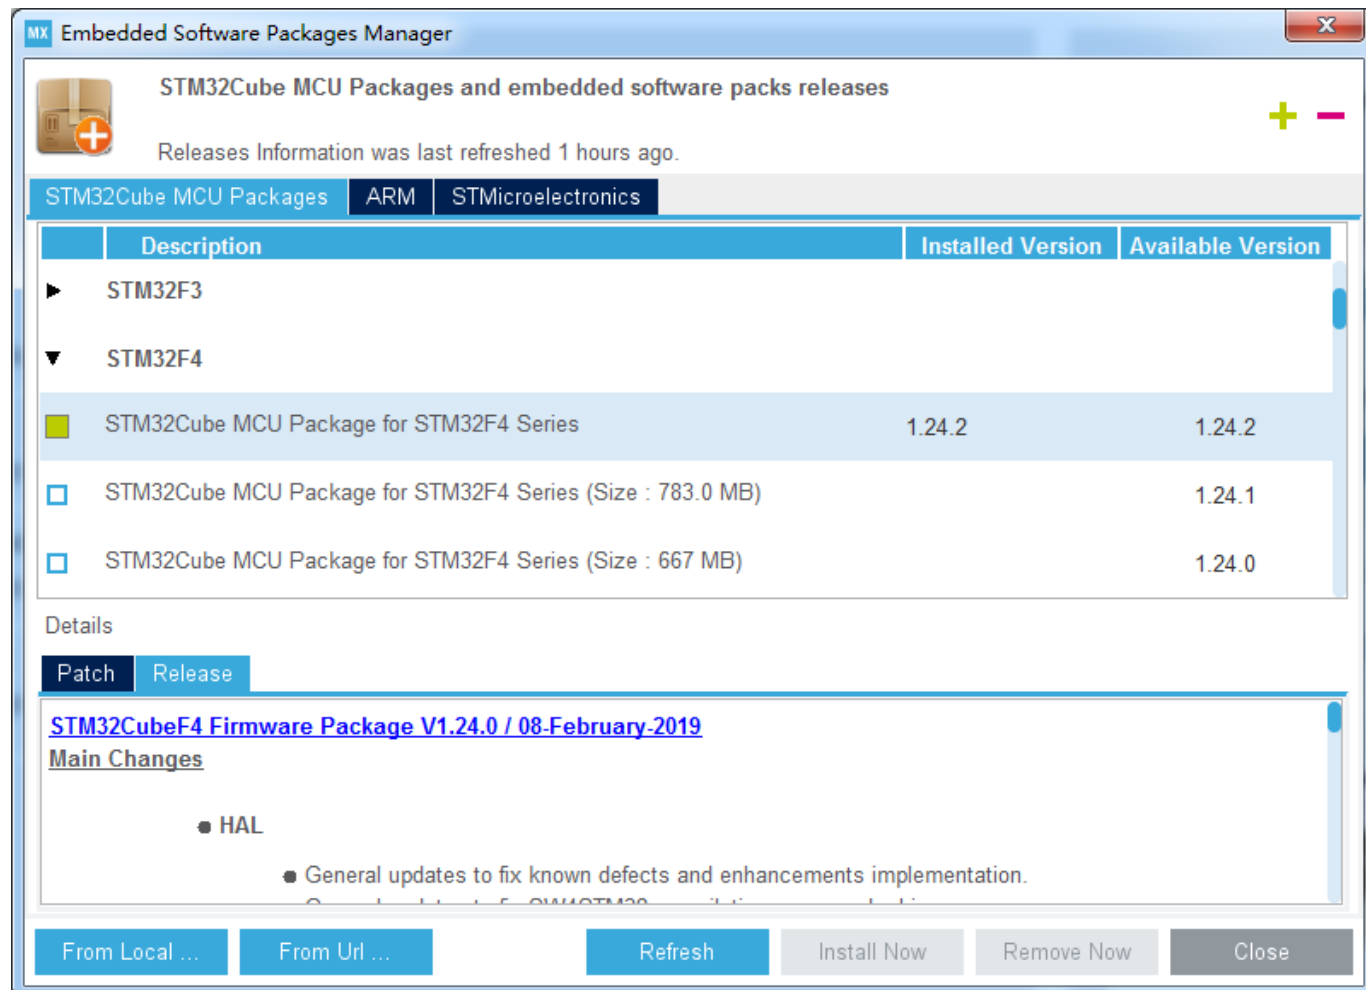 MX Embedded Software Packages Manager
STM32Cube MCU Packages and embedded software packs releases
Releases Information was last refreshed 1 hours ago.
STM32Cube MCU Packages ARM STMicroelectronics
Description Installed Version Available Version
STM32F3
STM32F4
STM32Cube MCU Package for STM32F4 Series 1.24.2 1.24.2
STM32Cube MCU Package for STM32F4 Series (Size : 783.0 MB) 1.24.1
STM32Cube MCU Package for STM32F4 Series (Size : 667 MB) 1.24.0
Details
Patch Release
STM32CubeF4 Firmware Package V1.24.0 / 08-February-2019
Main Changes
HAL
General updates to fix known defects and enhancements implementation.
From Local ... From Url ... Refresh Install Now Remove Now Close